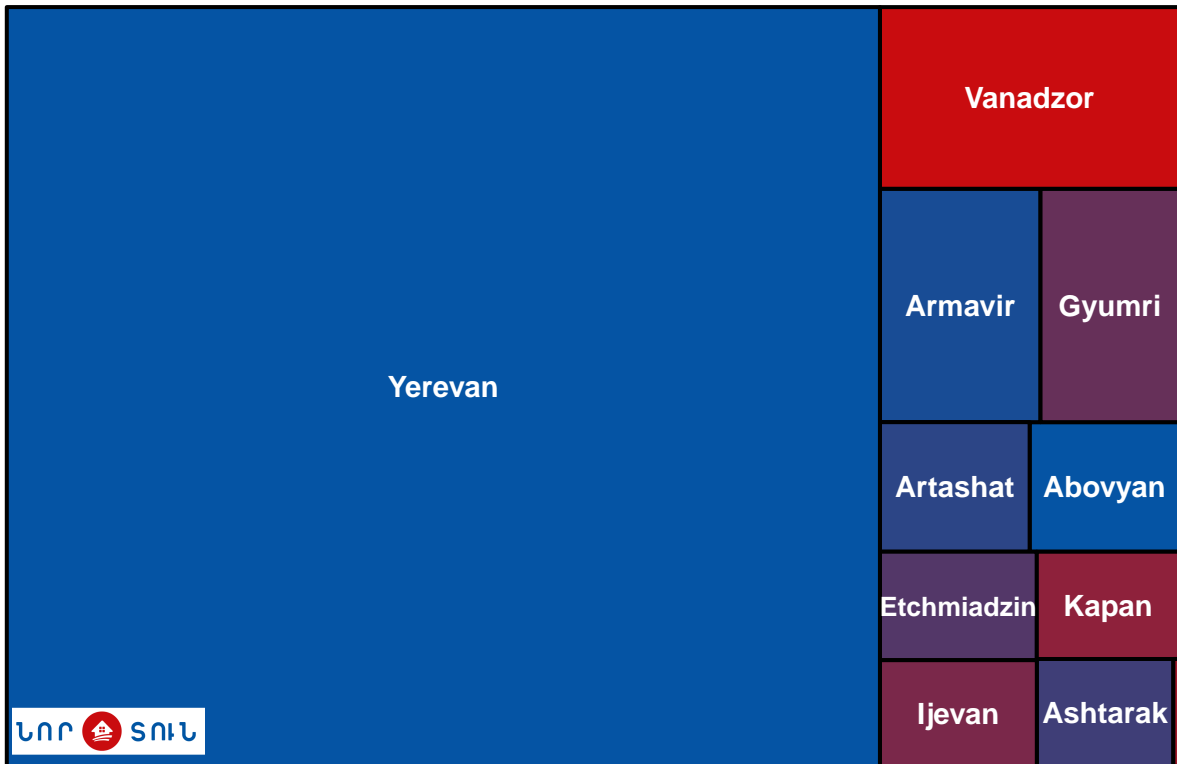 Vanadzor
Armavir
Gyumri
Yerevan
Artashat
Abovyan
Etchmiadzin
Kapan
Ijevan
Ashtarak
ՆՈՐ ՏՈՒՆ